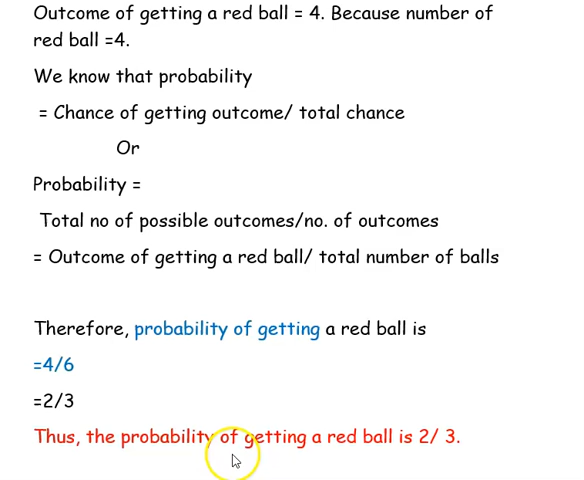 Outcome of getting a red ball = 4. Because number of
red ball =4.
We know that probability
= Chance of getting outcome/ total chance
Or
Probability =
Total no of possible outcomes/no. of outcomes
= Outcome of getting a red ball/ total number of balls
Therefore, probability of getting a red ball is
=4/6
=2/3
Thus, the probability of getting a red ball is 2/ 3.